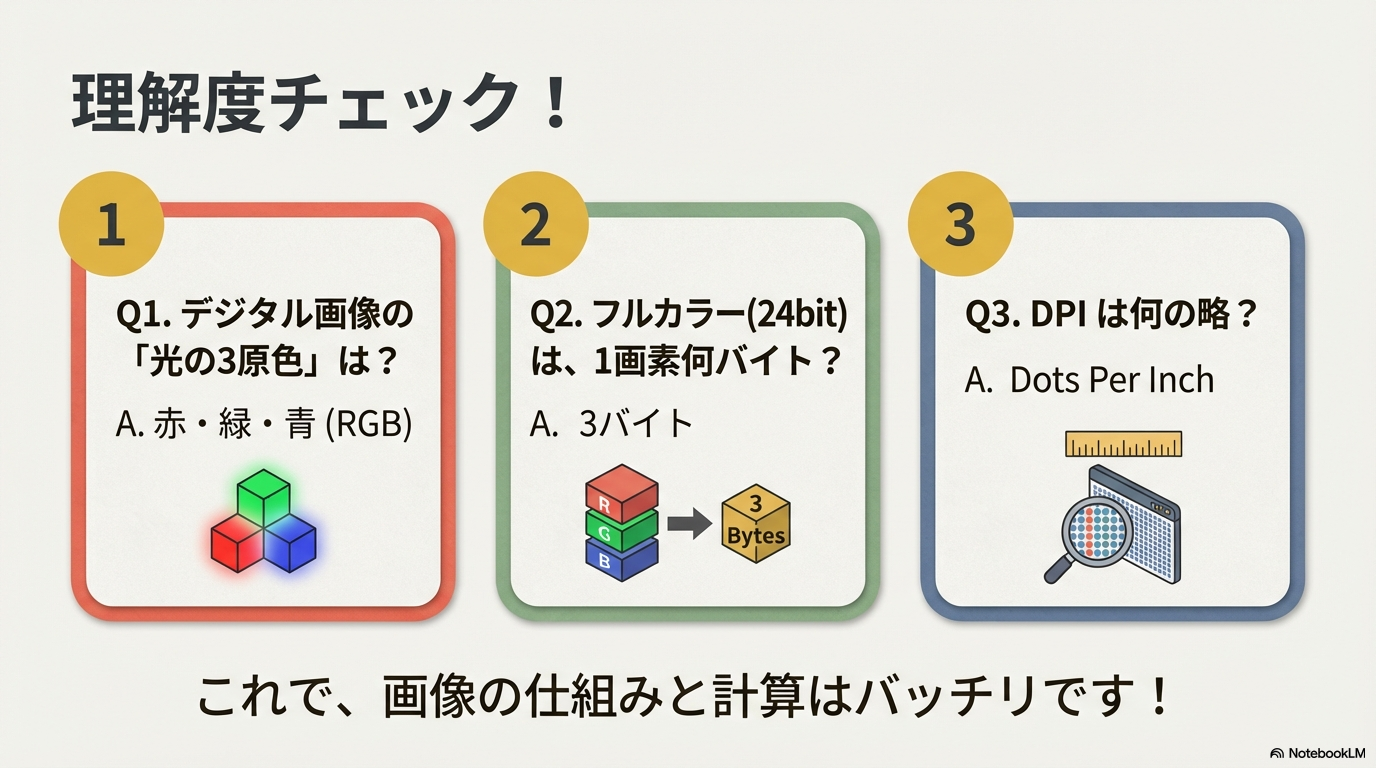 理解度チェック！
1
Q1. デジタル画像の
「光の3原色」は？
A. 赤・緑・青 (RGB)
2
Q2. フルカラー(24bit)
は、1画素何バイト？
A. 3バイト
R
G
B
3
Bytes
3
Q3. DPI は何の略？
A. Dots Per Inch
これで、画像の仕組みと計算はバッチリです！
NotebookLM